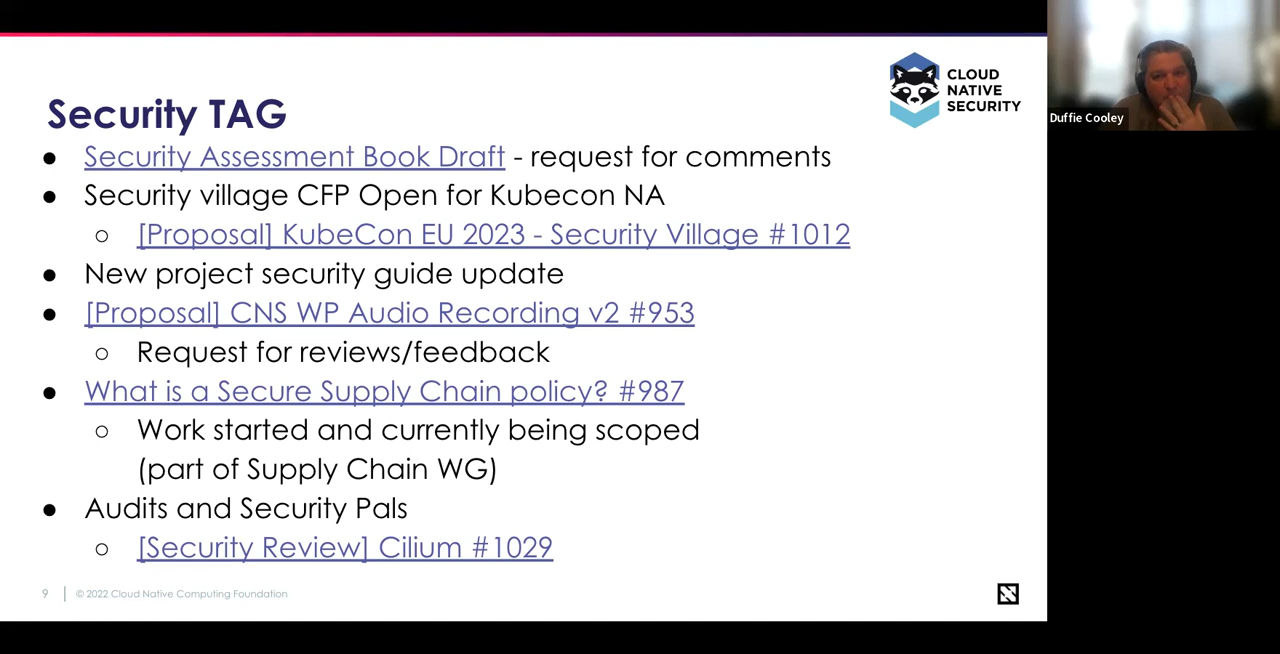 CLOUD
NATIVE
SECURITY
Security TAG
● Security Assessment Book Draft - request for comments
● Security village CFP Open for Kubecon NA
○ [Proposal] KubeCon EU 2023 - Security Village #1012
● New project security guide update
● [Proposal] CNS WP Audio Recording v2 #953
○ Request for reviews/feedback
● What is a Secure Supply Chain policy? #987
○ Work started and currently being scoped
(part of Supply Chain WG)
● Audits and Security Pals
○ [Security Review] Cilium #1029
9 | © 2022 Cloud Native Computing Foundation
Duffie Cooley